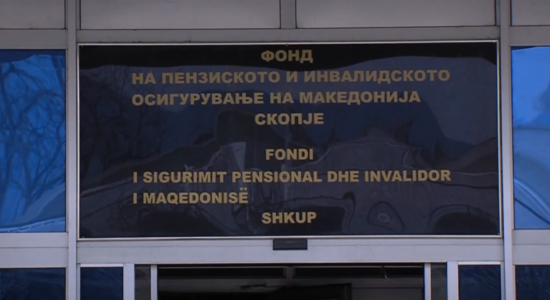 ФОНД
НА ПЕНЗИСКОТО И ИНВАЛИДСКОТО
ОСИГУРУВАЊЕ НА МАКЕДОНИЈА
СКОПЈЕ
FONDI
I SIGURIMIT PENSIONAL DHE INVALIDOR
I MAQEDONISË
SHKUP